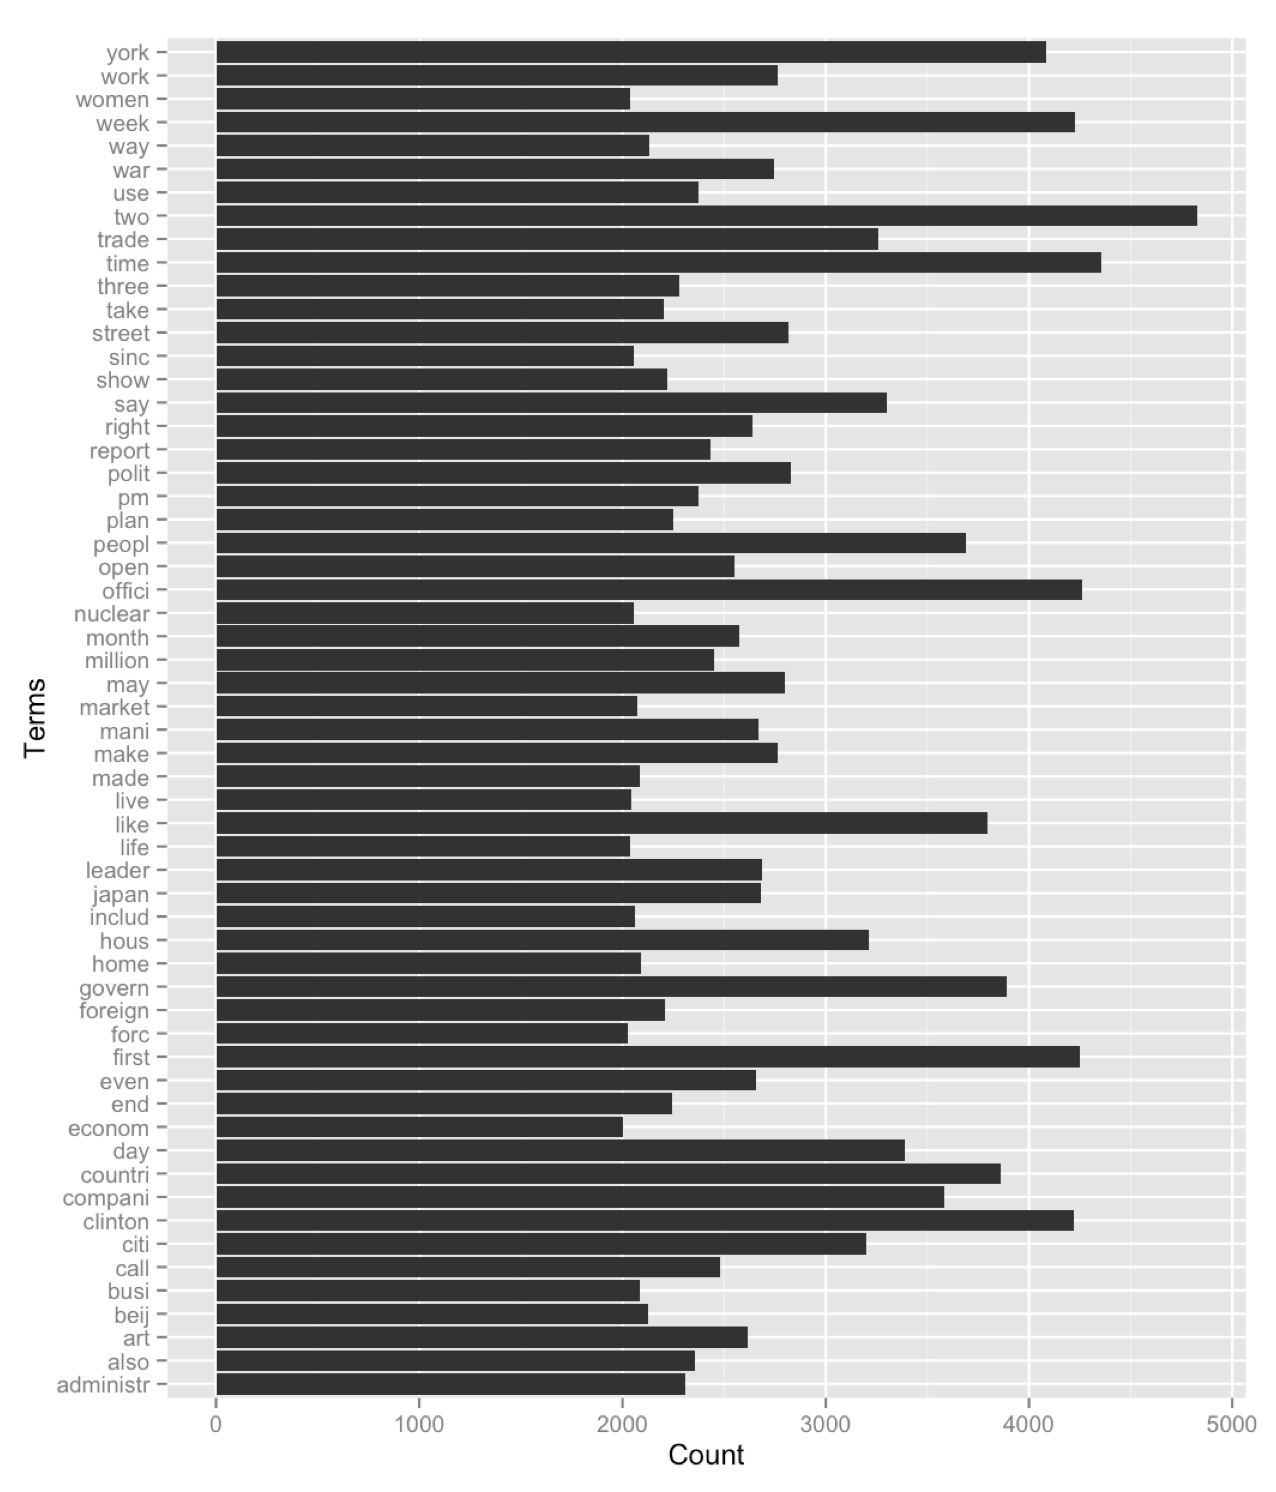 york
work
women
week
way
war
use
two
trade
time
three
take
street
sinc
show
say
right
report
polit
pm
plan
peopl
open
offici
nuclear
month
million
may
market
mani
make
made
live
like
life
leader
japan
includ
hous
home
govern
foreign
forc
first
even
end
econom
day
countri
compani
clinton
citi
call
busi
beij
art
also
administr
Terms
0 1000 2000 3000 4000 5000
Count